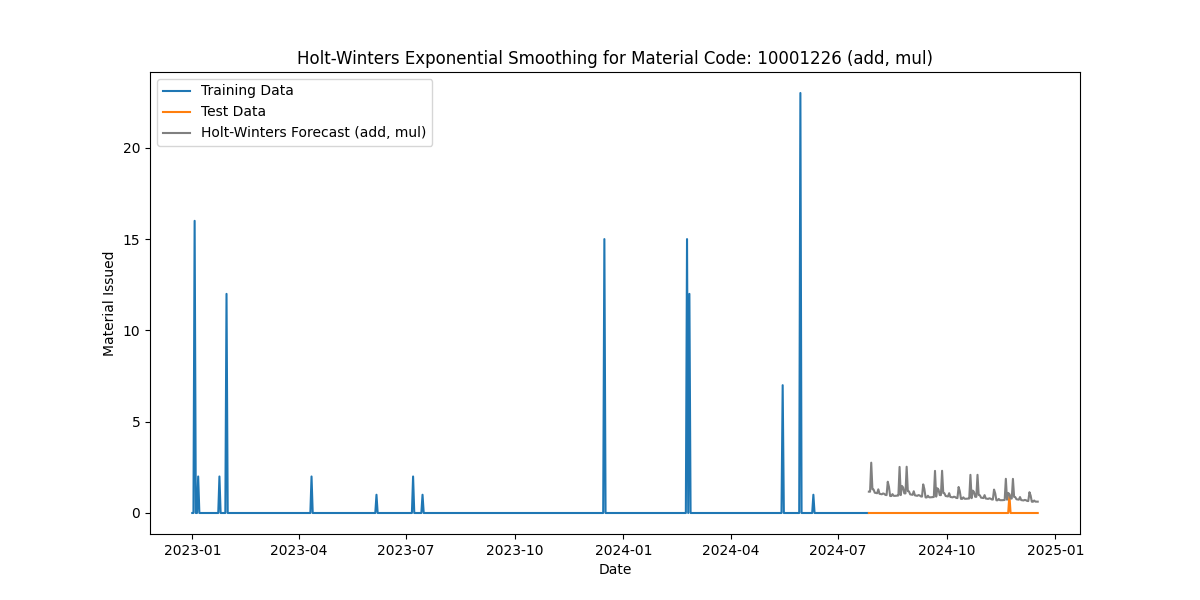 Holt-Winters Exponential Smoothing for Material Code: 10001226 (add, mul)
Training Data
Test Data
Holt-Winters Forecast (add, mul)
Material Issued
20
15
10
5
0
2023-01 2023-04 2023-07 2023-10 2024-01 2024-04 2024-07 2024-10 2025-01
Date